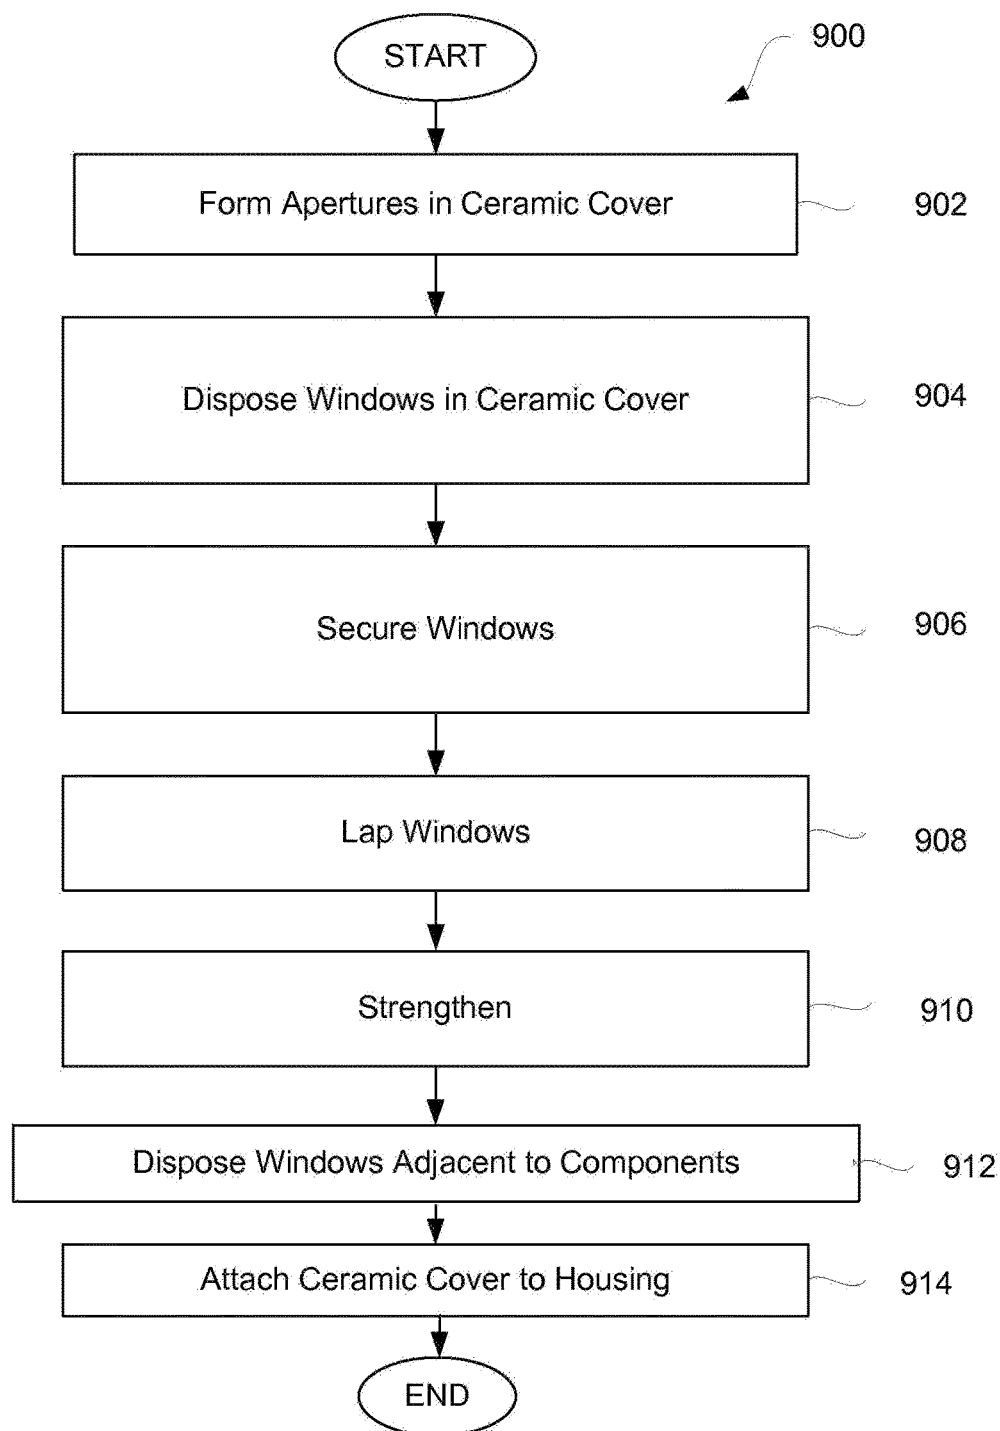 START
900
Form Apertures in Ceramic Cover
902
Dispose Windows in Ceramic Cover
904
Secure Windows
906
Lap Windows
908
Strengthen
910
Dispose Windows Adjacent to Components
912
Attach Ceramic Cover to Housing
914
END